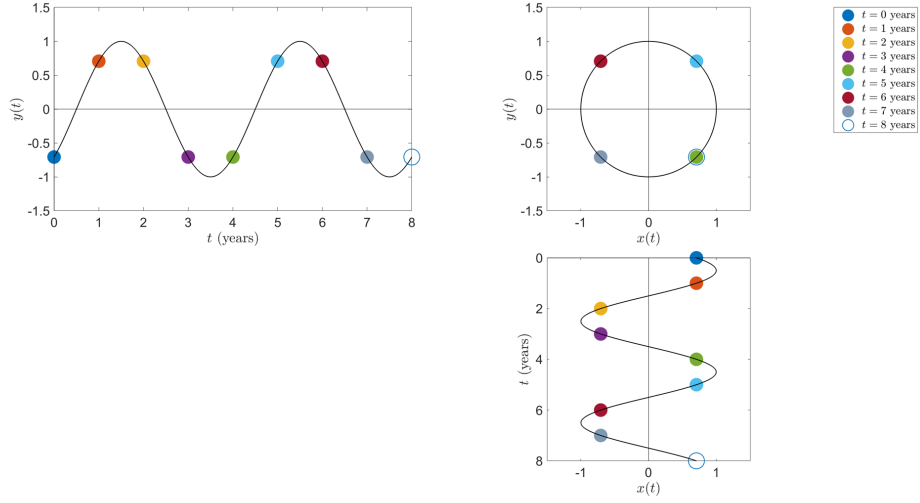 1.5
1
0.5
0
-0.5
-1
-1.5
y(t)
0 1 2 3 4 5 6 7 8
t (years)
1.5
1
0.5
0
-0.5
-1
-1.5
y(t)
-1 0 1
x(t)
t = 0 years
t = 1 years
t = 2 years
t = 3 years
t = 4 years
t = 5 years
t = 6 years
t = 7 years
t = 8 years
0
2
4
6
8
t (years)
-1 0 1
x(t)